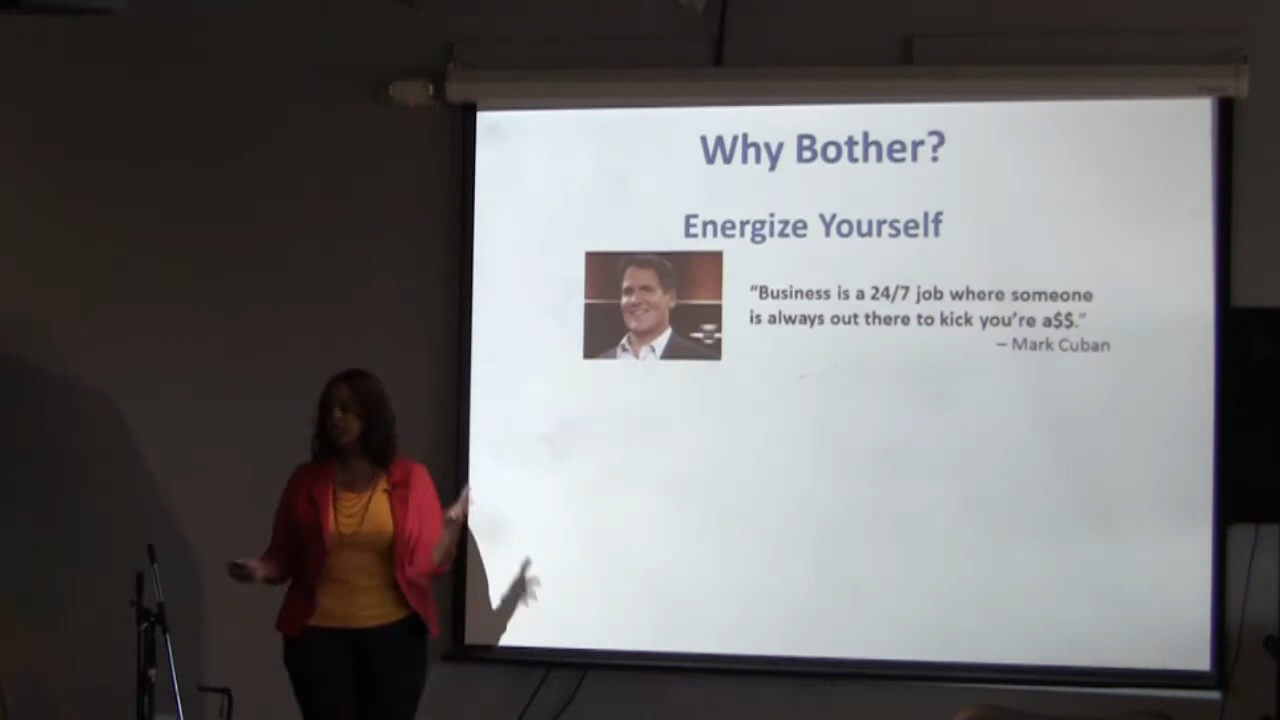 Why Bother?
Energize Yourself
“Business is a 24/7 job where someone
is always out there to kick you’re a$$.”
– Mark Cuban